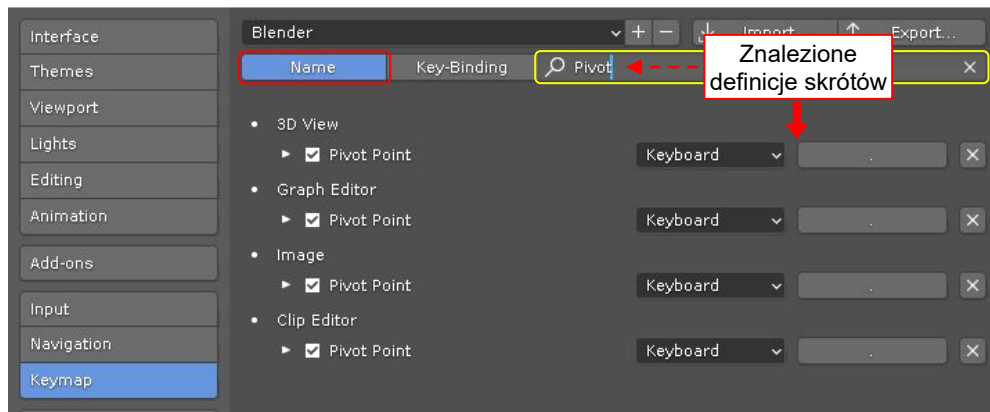 Interface
Themes
Viewport
Lights
Editing
Animation
Add-ons
Input
Navigation
Keymap
Blender
Import...
Export...
Name
Key-Binding
Pivot
Znalezione
definicje skrótów
3D View
Pivot Point
Keyboard
.
Graph Editor
Pivot Point
Keyboard
.
Image
Pivot Point
Keyboard
.
Clip Editor
Pivot Point
Keyboard
.